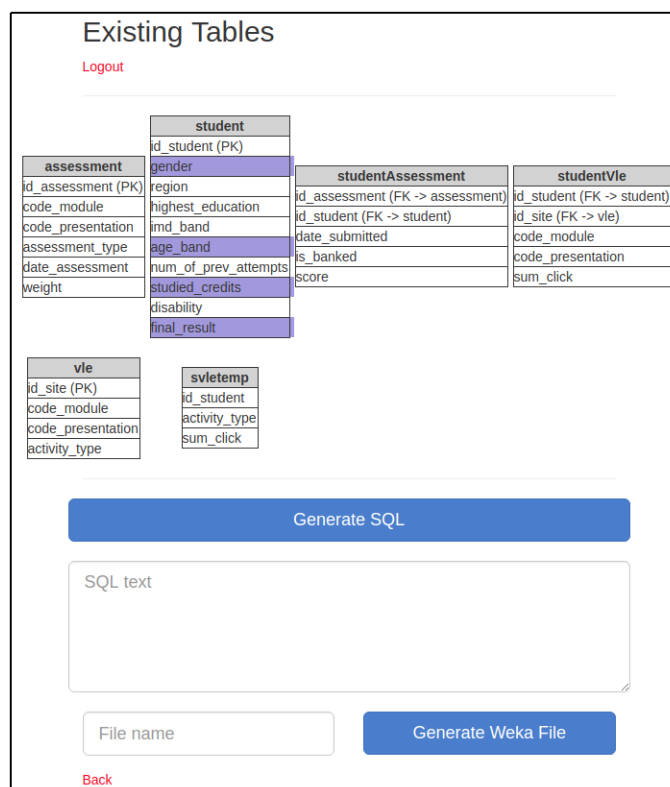 Existing Tables
Logout
assessment
id_assessment (PK)
code_module
code_presentation
assessment_type
date_assessment
weight
student
id_student (PK)
gender
region
highest_education
imd_band
age_band
num_of_prev_attempts
studied_credits
disability
final_result
studentAssessment
id_assessment (FK -> assessment)
id_student (FK -> student)
date_submitted
is_banked
score
studentVle
id_student (FK -> student)
id_site (FK -> vle)
code_module
code_presentation
sum_click
vle
id_site (PK)
code_module
code_presentation
activity_type
svletemp
id_student
activity_type
sum_click
Generate SQL
SQL text
File name
Generate Weka File
Back